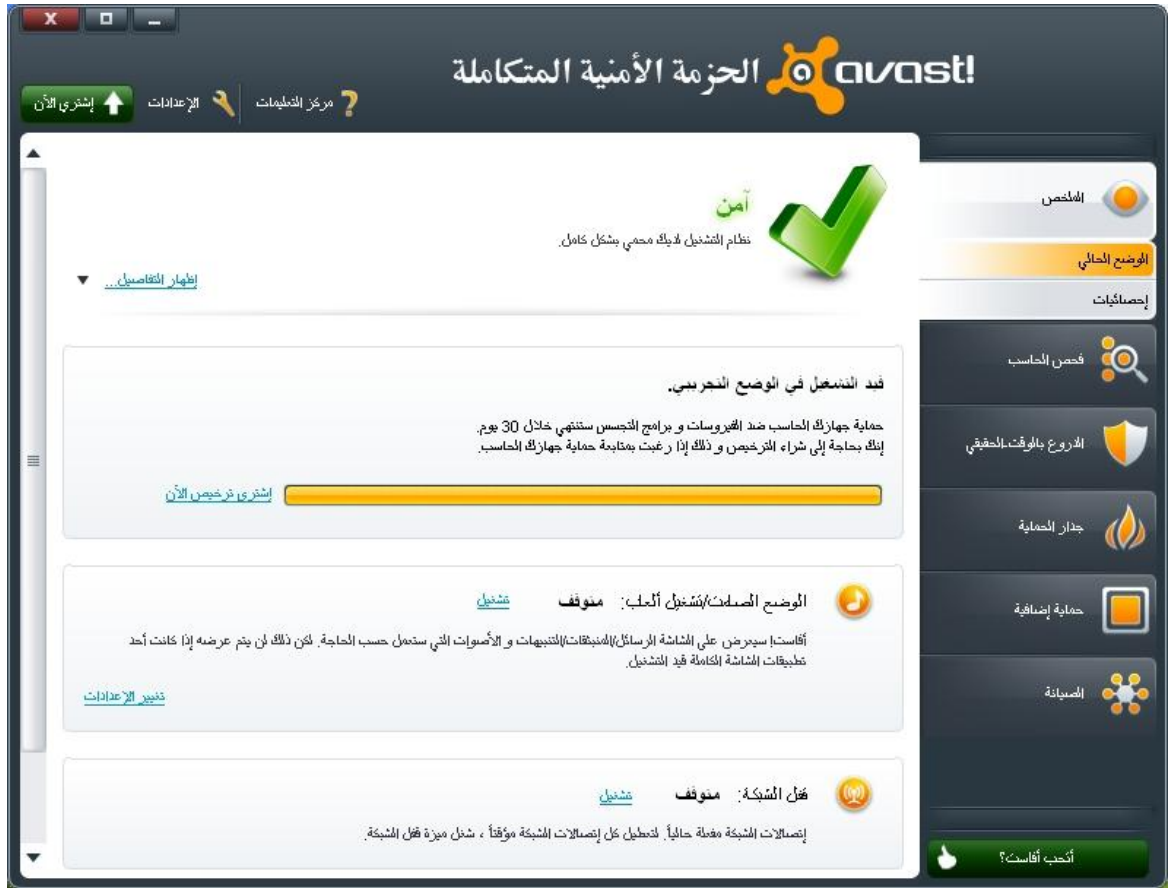 avast! الحزمة الأمنية المتكاملة
مركز التعليمات
الإعدادات
إشتري الآن
الملخص
الوضع الحالي
إحصائيات
فحص الحاسب
الدروع بالوقت الحقيقي
جدار الحماية
حماية إضافية
الصيانة
أتحب أفاست؟
آمن
نظام التشغيل لديك محمي بشكل كامل.
إظهار التفاصيل...
قيد التشغيل في الوضع التجريبي.
حماية جهازك الحاسب ضد الفيروسات و برامج التجسس ستنتهي خلال 30 يوم.
إنك بحاجة إلى شراء الترخيص و ذلك إذا رغبت بمتابعة حماية جهازك الحاسب.
إشتري ترخيص الآن
الوضع الصامت/تشغيل ألعاب: متوقف تشغيل
أفاست! سيعرض على الشاشة الرسائل/المنبثقات/التنبيهات و الأصوات التي ستعمل حسب الحاجة. لكن ذلك لن يتم عرضه إذا كانت أحد
تطبيقات الشاشة الكاملة قيد التشغيل.
تغيير الإعدادات
قفل الشبكة: متوقف تشغيل
إتصالات الشبكة مفعلة حالياً. لتعطيل كل إتصالات الشبكة مؤقتاً ، شغل ميزة قفل الشبكة.